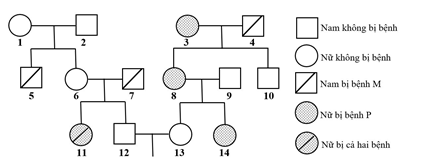 1
2
3
4
Nam không bị bệnh
Nữ không bị bệnh
5
6
7
8
9
10
Nam bị bệnh M
Nữ bị bệnh P
11
12
13
14
Nữ bị cả hai bệnh